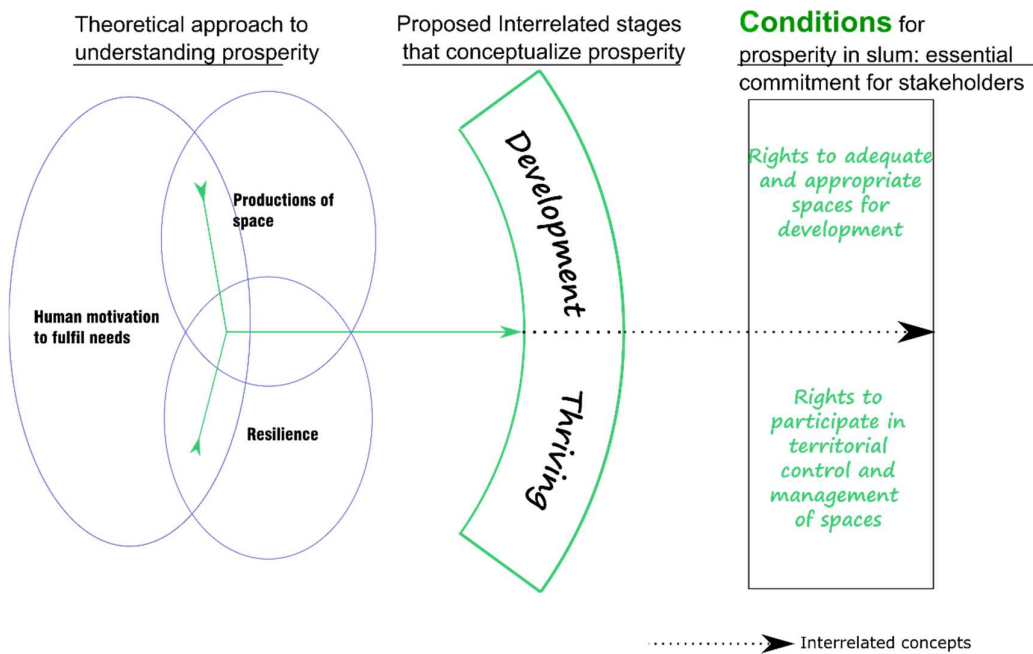 Theoretical approach to
understanding prosperity
Proposed Interrelated stages
that conceptualize prosperity
Conditions for
prosperity in slum: essential
commitment for stakeholders
Productions of
space
Human motivation
to fulfil needs
Resilience
Development
Thriving
Rights to adequate
and appropriate
spaces for
development
Rights to
participate in
territorial
control and
management
of spaces
Interrelated concepts